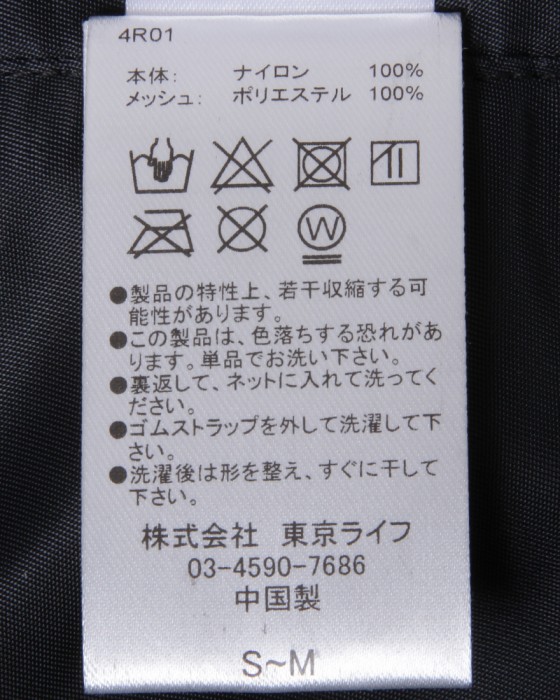 4R01
本体: ナイロン 100%
メッシュ: ポリエステル 100%
W
●製品の特性上、若干収縮する可
能性があります。
●この製品は、色落ちする恐れがあ
ります。単品でお洗い下さい。
●裏返して、ネットに入れて洗ってく
ださい。
●ゴムストラップを外して洗濯して下
さい。
●洗濯後は形を整え、すぐに干して
下さい。
株式会社 東京ライフ
03-4590-7686
中国製
S~M